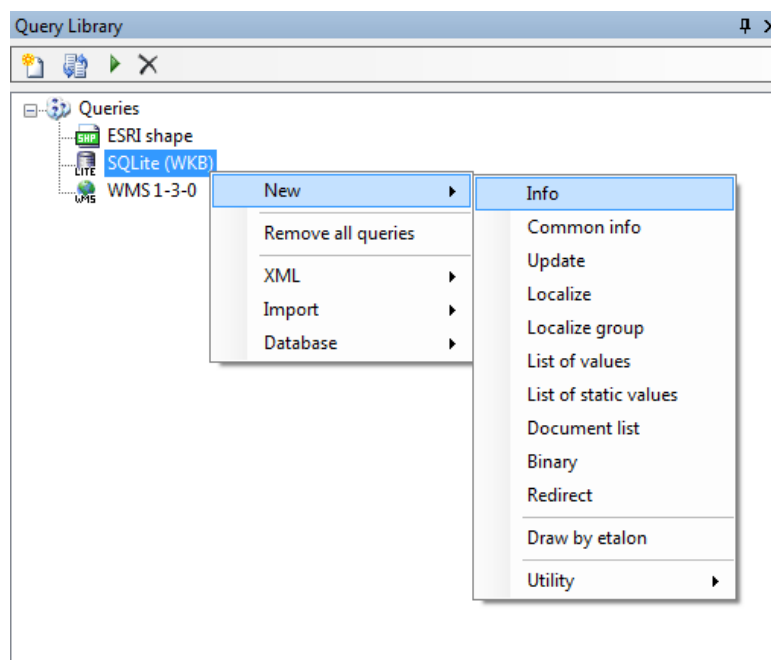 Query Library
Queries
SHP ESRI shape
LITE SQLite (WKB)
WMS WMS 1-3-0
New
Remove all queries
XML
Import
Database
Info
Common info
Update
Localize
Localize group
List of values
List of static values
Document list
Binary
Redirect
Draw by etalon
Utility